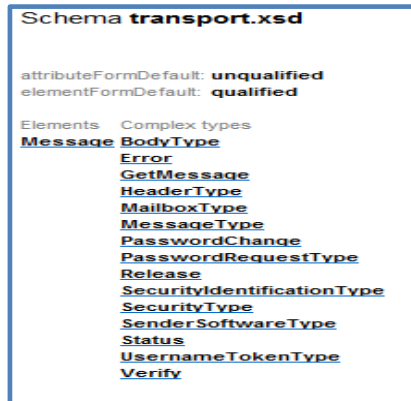 Schema transport.xsd
attributeFormDefault: unqualified
elementFormDefault: qualified
Elements Complex types
Message BodyType
Error
GetMessage
HeaderType
MailboxType
MessageType
PasswordChange
PasswordRequestType
Release
SecurityIdentificationType
SecurityType
SenderSoftwareType
Status
UsernameTokenType
Verify